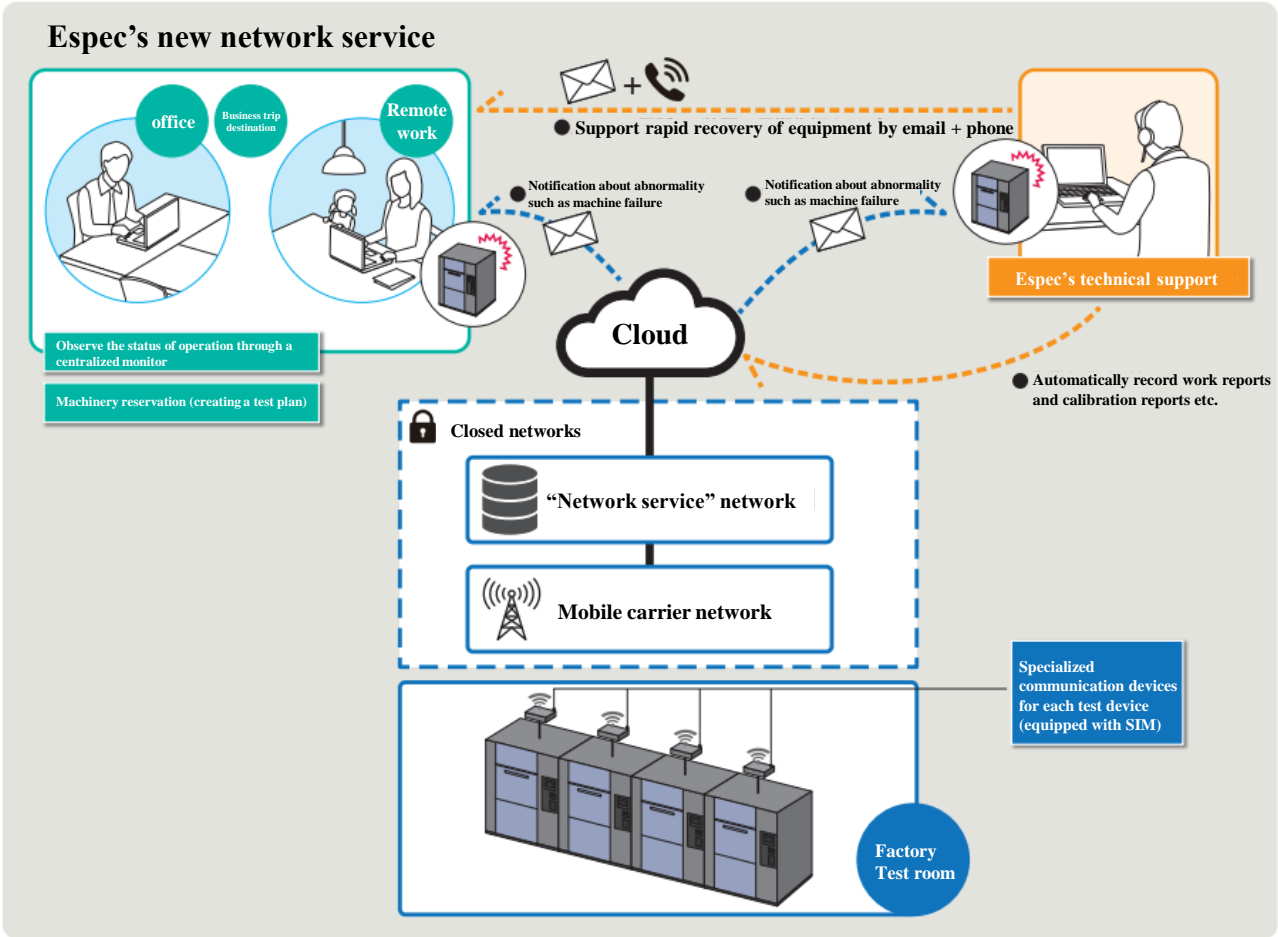 Espec's new network service
office
Business trip
destination
Remote
work
+
● Support rapid recovery of equipment by email + phone
● Notification about abnormality
such as machine failure
● Notification about abnormality
such as machine failure
Espec's technical support
Cloud
Observe the status of operation through a
centralized monitor
Machinery reservation (creating a test plan)
● Automatically record work reports
and calibration reports etc.
Closed networks
“Network service” network
Mobile carrier network
Specialized
communication devices
for each test device
(equipped with SIM)
Factory
Test room